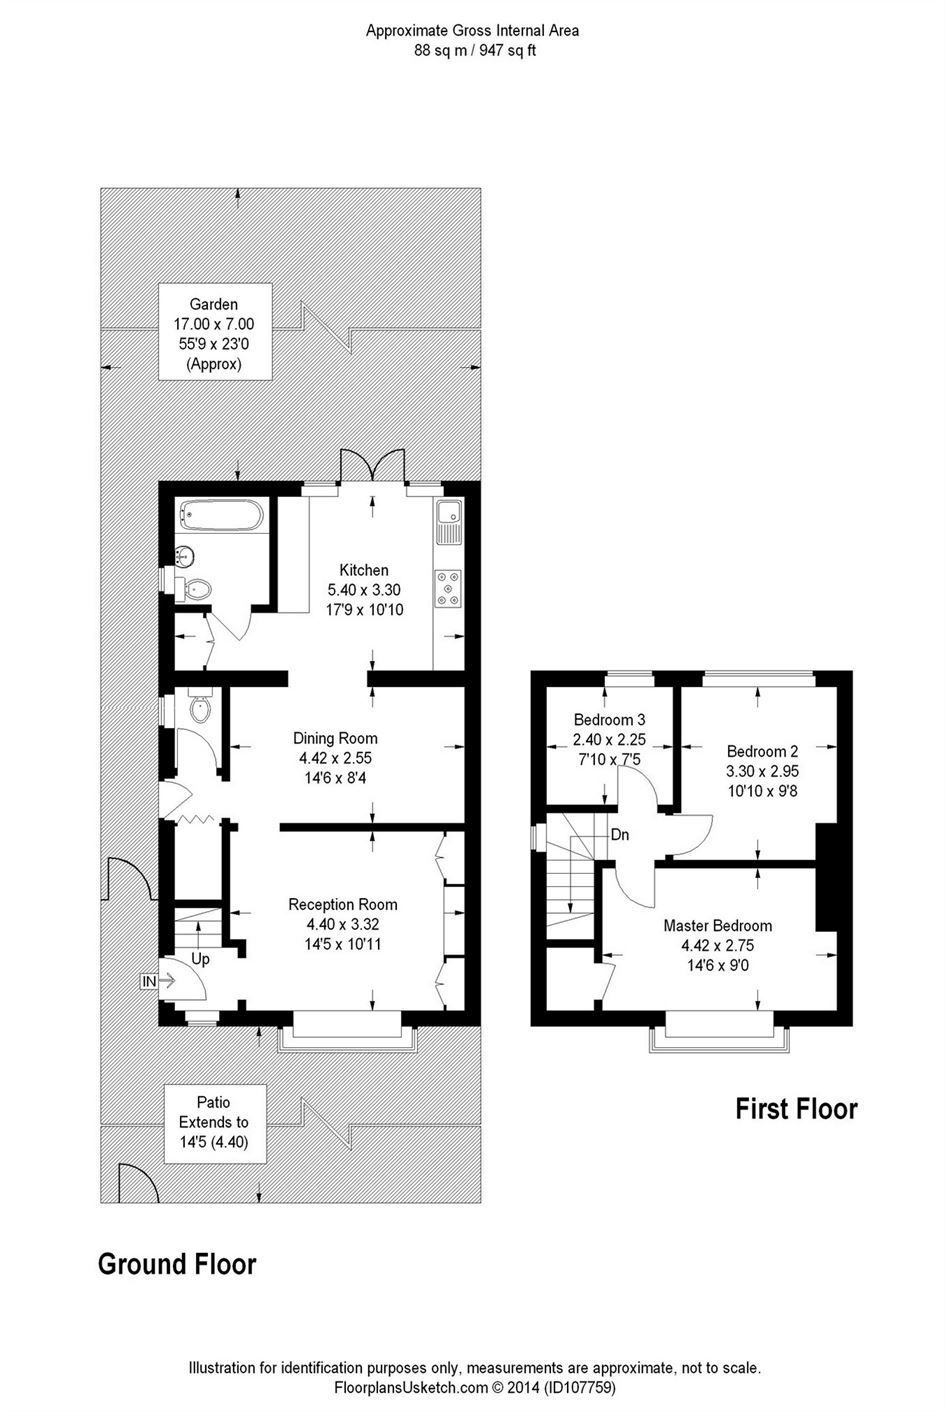 Approximate Gross Internal Area
88 sq m / 947 sq ft
Garden
17.00 x 7.00
55'9 x 23'0
(Approx)
Kitchen
5.40 x 3.30
17'9 x 10'10
Dining Room
4.42 x 2.55
14'6 x 8'4
Reception Room
4.40 x 3.32
14'5 x 10'11
Up
IN
Patio
Extends to
14'5 (4.40)
Ground Floor
Bedroom 3
2.40 x 2.25
7'10 x 7'5
Bedroom 2
3.30 x 2.95
10'10 x 9'8
Dn
Master Bedroom
4.42 x 2.75
14'6 x 9'0
First Floor
Illustration for identification purposes only, measurements are approximate, not to scale.
FloorplansUsketch.com © 2014 (ID107759)